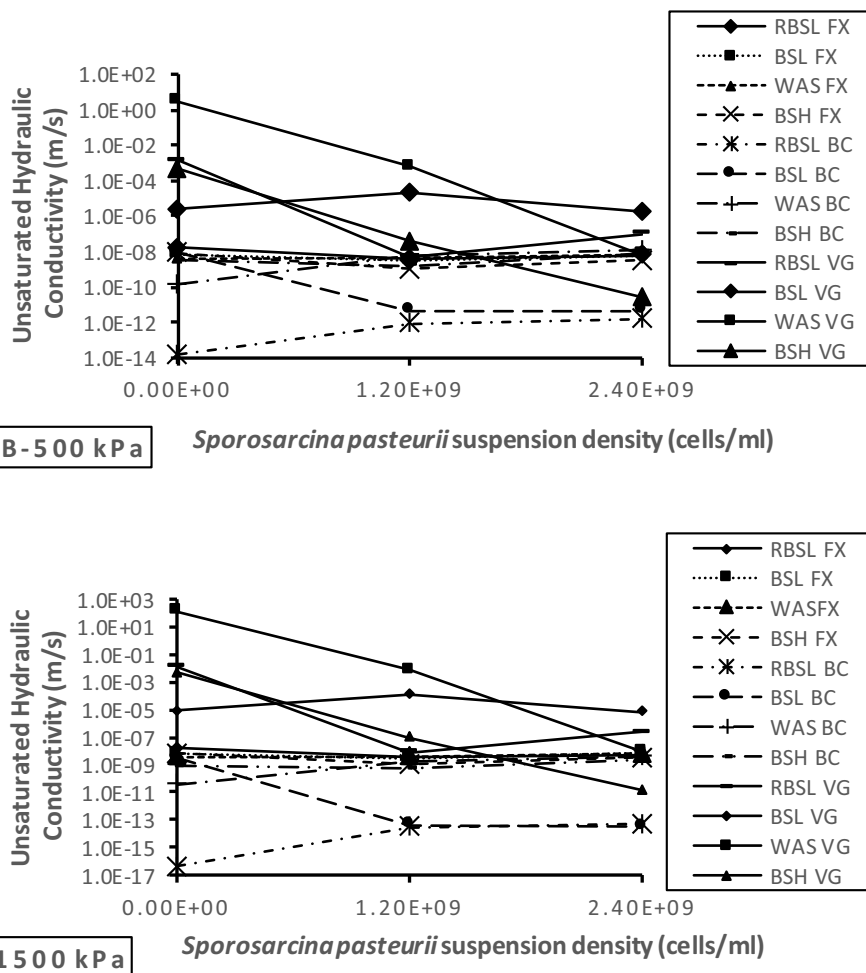 Unsaturated Hydraulic
Conductivity (m/s)
1.0E+02
1.0E+00
1.0E-02
1.0E-04
1.0E-06
1.0E-08
1.0E-10
1.0E-12
1.0E-14
0.00E+00
1.20E+09
2.40E+09
RBSL FX
BSL FX
WAS FX
BSH FX
RBSL BC
BSL BC
WAS BC
BSH BC
RBSL VG
BSL VG
WAS VG
BSH VG
B-500 kPa
Sporosarcina pasteurii suspension density (cells/ml)
Unsaturated Hydraulic
Conductivity (m/s)
1.0E+03
1.0E+01
1.0E-01
1.0E-03
1.0E-05
1.0E-07
1.0E-09
1.0E-11
1.0E-13
1.0E-15
1.0E-17
0.00E+00
1.20E+09
2.40E+09
RBSL FX
BSL FX
WASFX
BSH FX
RBSL BC
BSL BC
WAS BC
BSH BC
RBSL VG
BSL VG
WAS VG
BSH VG
1500 kPa
Sporosarcina pasteurii suspension density (cells/ml)